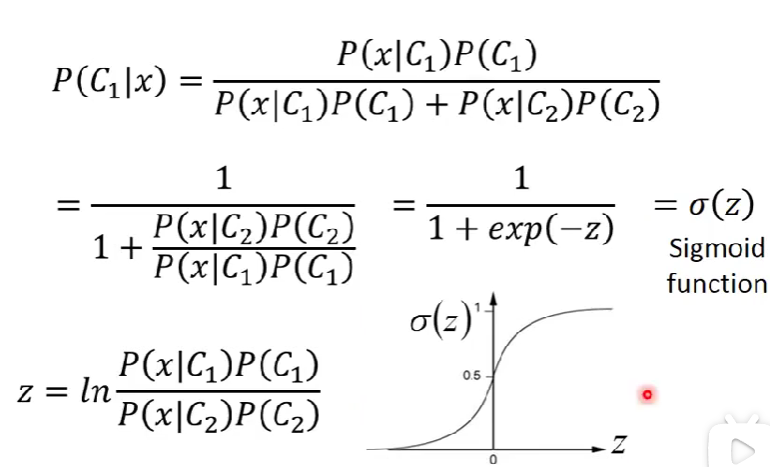 P(C₁|x) = P(x|C₁)P(C₁) / P(x|C₁)P(C₁) + P(x|C₂)P(C₂)
= 1 / 1 + P(x|C₂)P(C₂) / P(x|C₁)P(C₁) = 1 / 1 + exp(−z) = σ(z)
Sigmoid
function
z = ln P(x|C₁)P(C₁) / P(x|C₂)P(C₂)
σ(z)
1
0.5
0
z